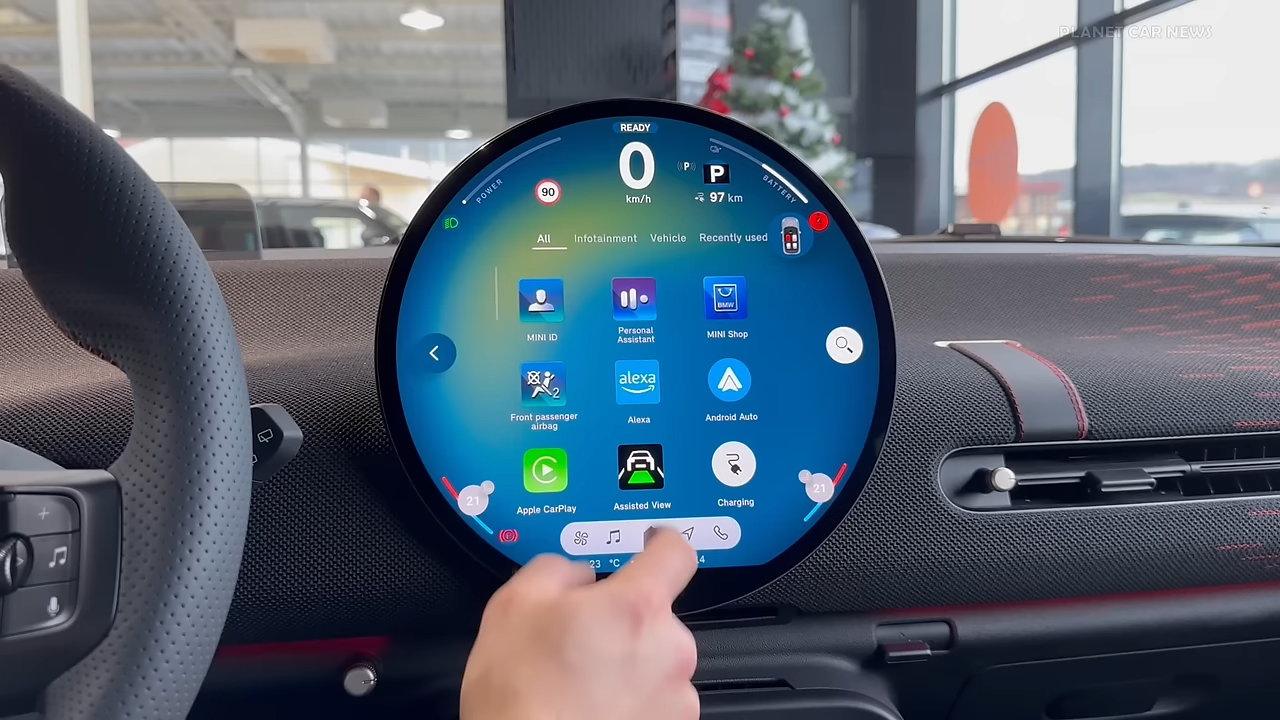 PLANET CAR NEWS
READY
0
km/h
(P)
P
97 km
POWER
90
BATTERY
All
Infotainment
Vehicle
Recently used
MINI ID
Personal
Assistant
BMW
MINI Shop
2
Front passenger
airbag
alexa
Alexa
Android Auto
Apple CarPlay
Assisted View
Charging
21
21
23 °C